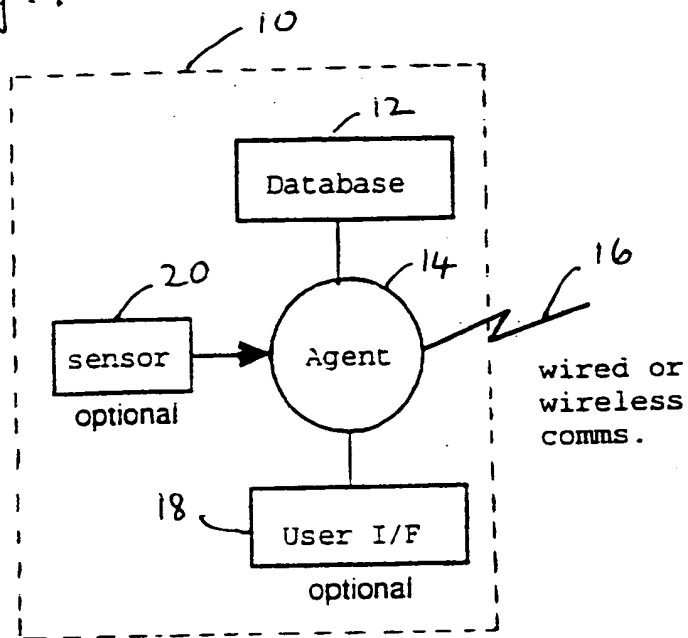 10
12
Database
14
16
20
sensor
optional
Agent
wired or
wireless
comms.
18
User I/F
optional